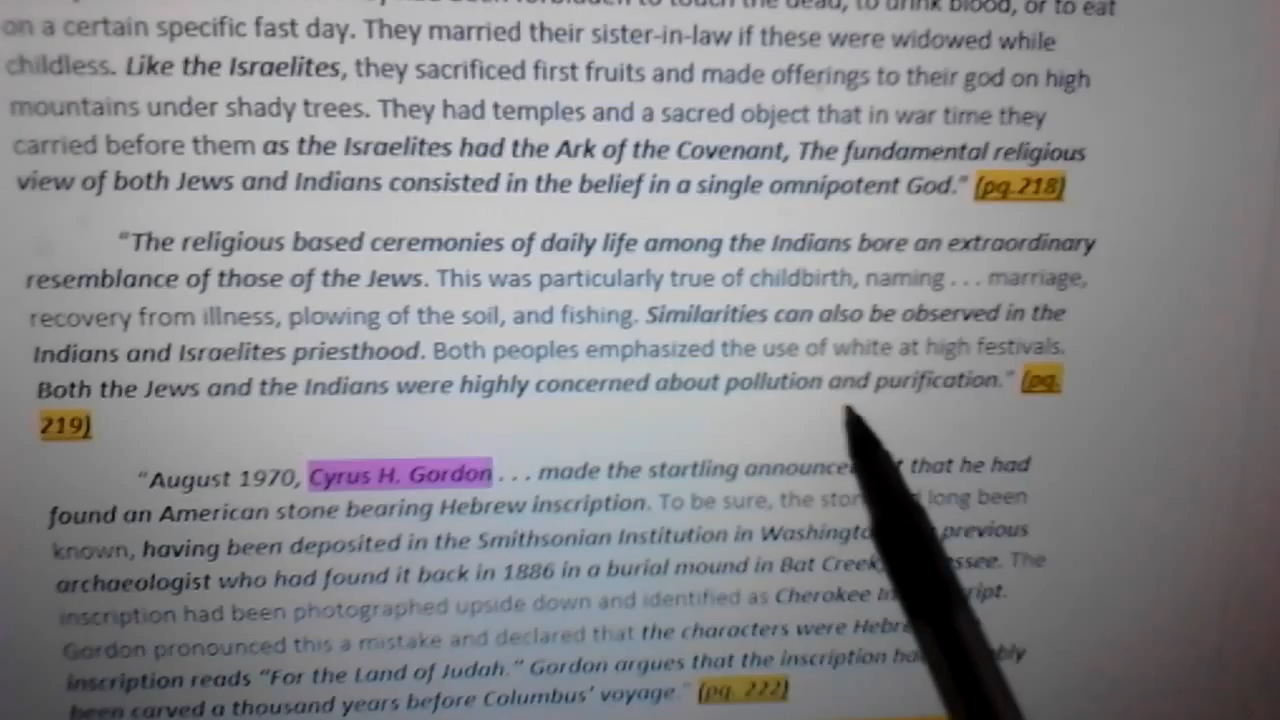 to touch the dead, to drink blood, or to eat
on a certain specific fast day. They married their sister-in-law if these were widowed while
childless. Like the Israelites, they sacrificed first fruits and made offerings to their god on high
mountains under shady trees. They had temples and a sacred object that in war time they
carried before them as the Israelites had the Ark of the Covenant, The fundamental religious
view of both Jews and Indians consisted in the belief in a single omnipotent God." (pg.218)
"The religious based ceremonies of daily life among the Indians bore an extraordinary
resemblance of those of the Jews. This was particularly true of childbirth, naming . . . marriage,
recovery from illness, plowing of the soil, and fishing. Similarities can also be observed in the
Indians and Israelites priesthood. Both peoples emphasized the use of white at high festivals.
Both the Jews and the Indians were highly concerned about pollution and purification." (pg.
219)
"August 1970, Cyrus H. Gordon . . . made the startling that he had
found an American stone bearing Hebrew inscription. To be sure, the long been
known, having been deposited in the Smithsonian Institution in previous
archaeologist who had found it back in 1886 in a burial mound in Bat Creek, The
inscription had been photographed upside down and identified as Cherokee
Gordon pronounced this a mistake and declared that the characters were
inscription reads "For the Land of Judah." Gordon argues that the inscription
been carved a thousand years before Columbus' voyage." (pg. 222)